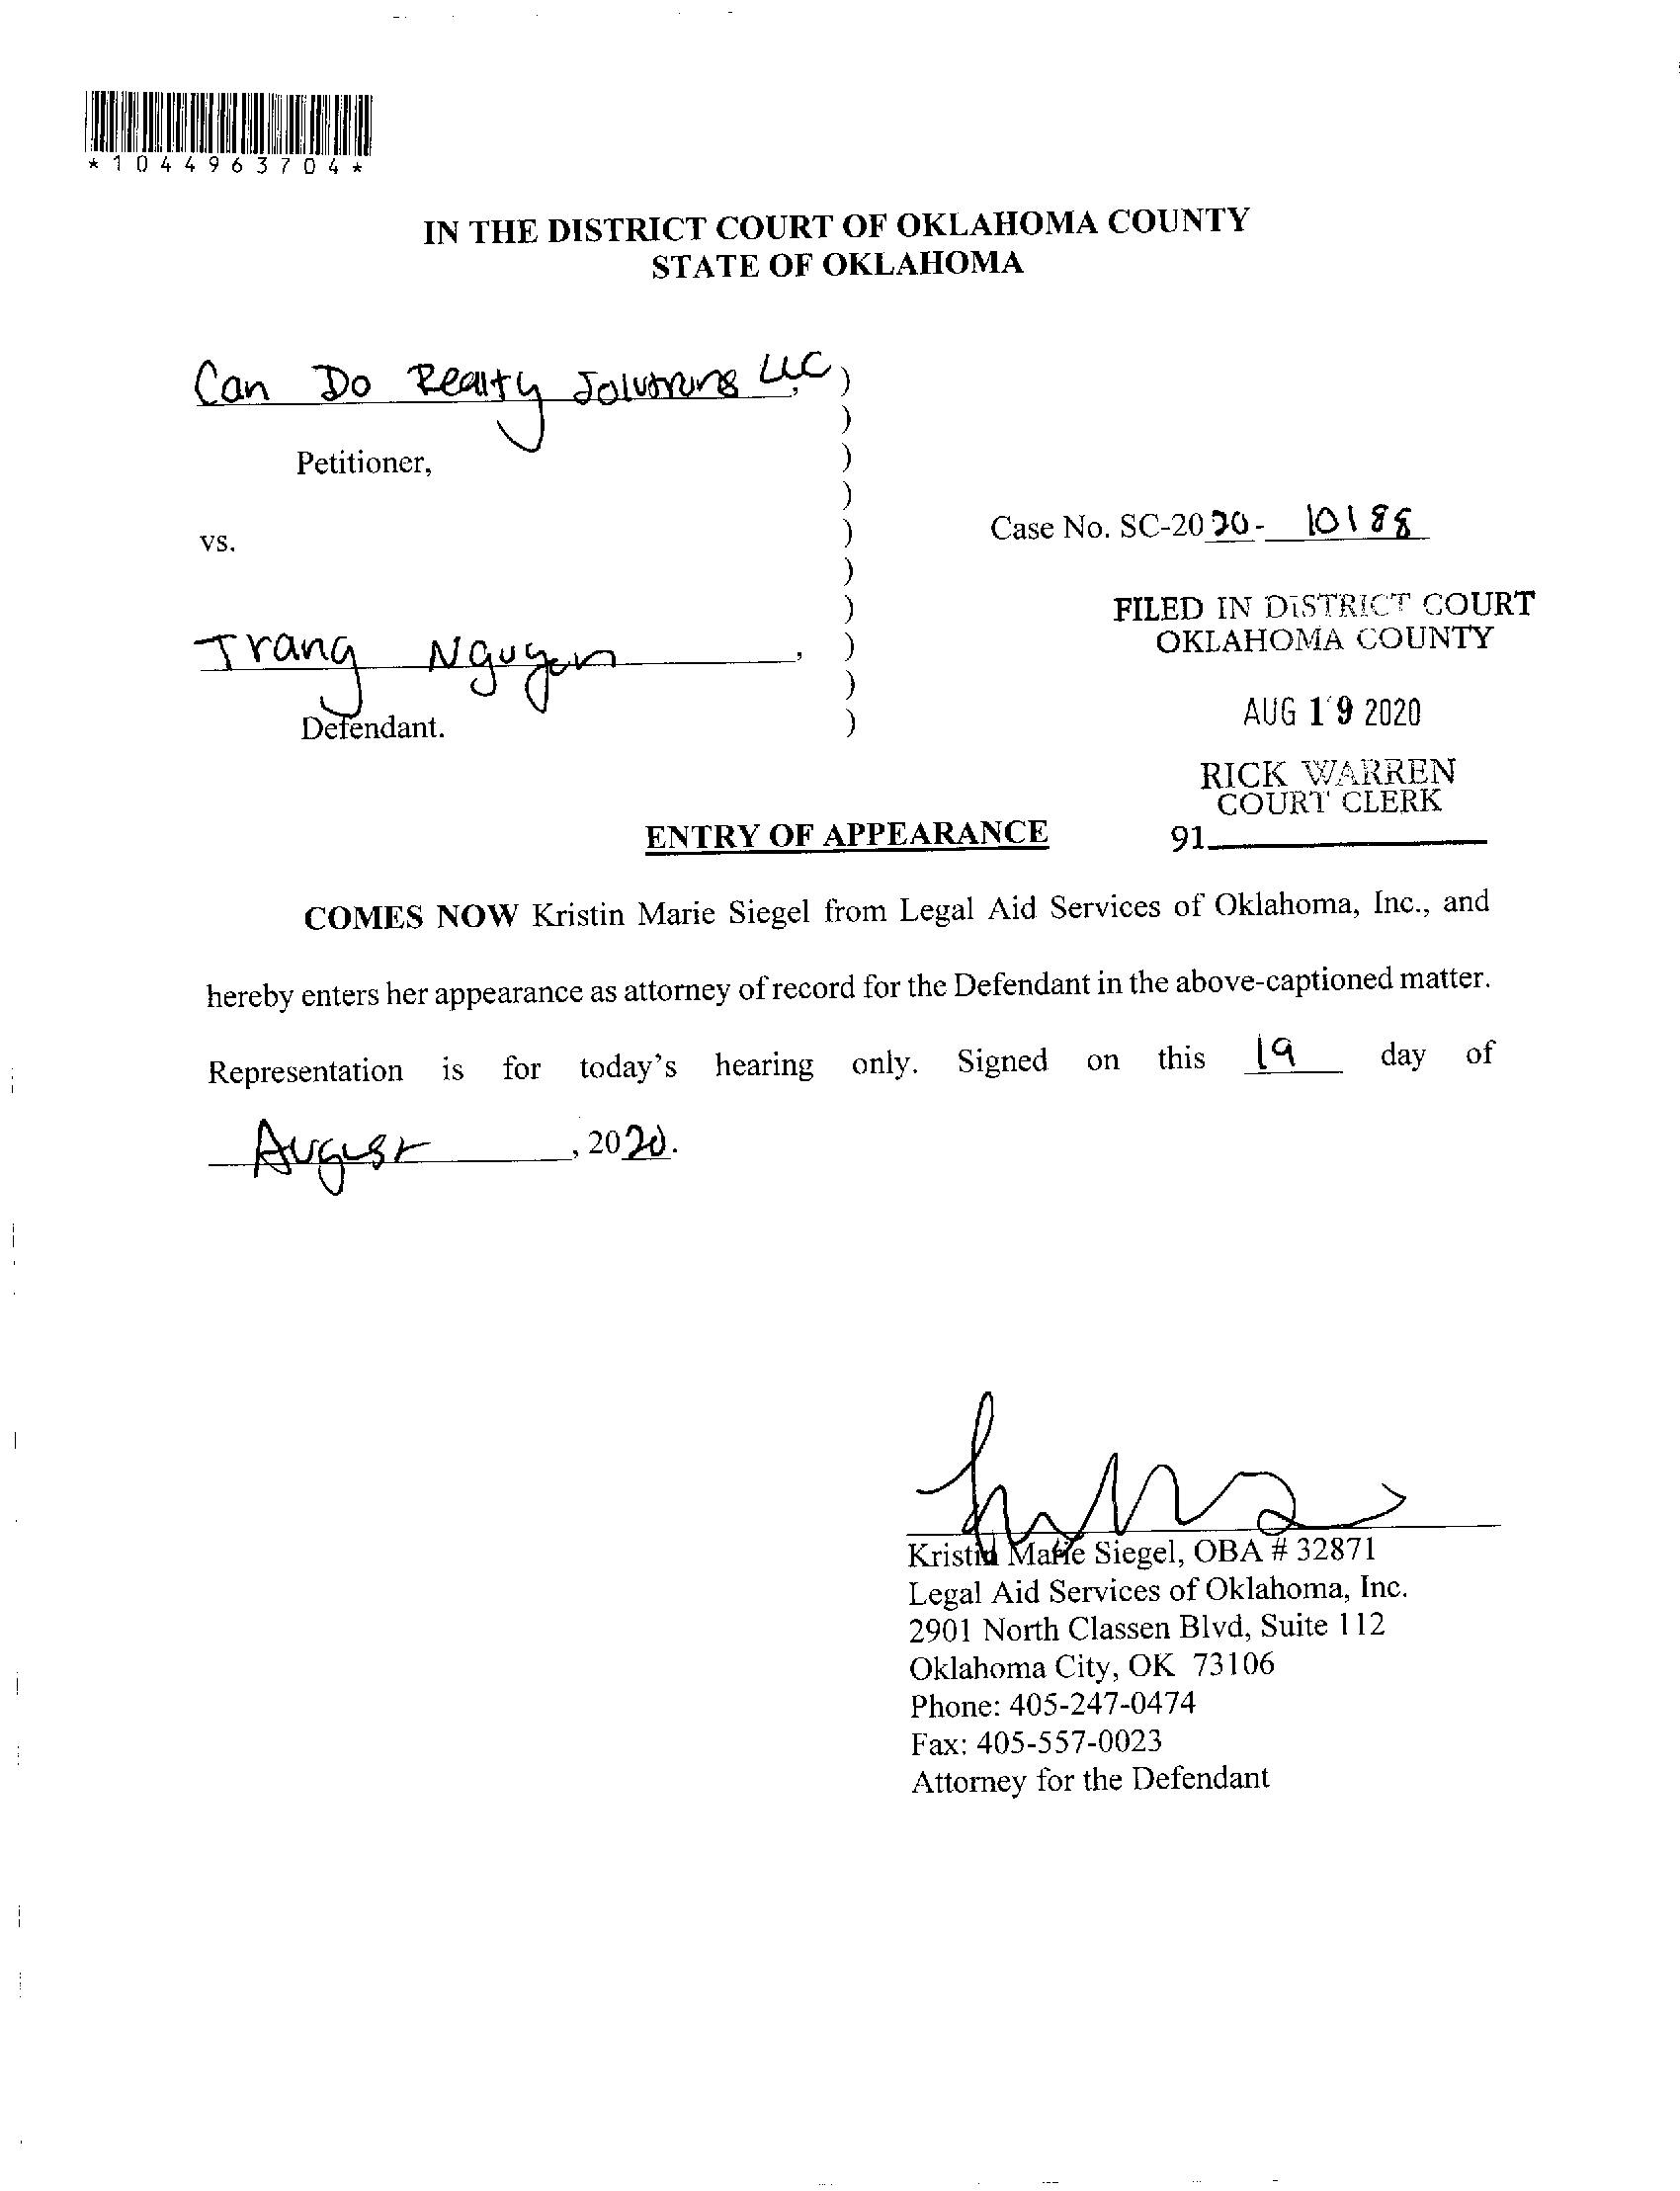 *1044963704*
IN THE DISTRICT COURT OF OKLAHOMA COUNTY
STATE OF OKLAHOMA
Can Do Realty Solutions LLC, )
)
Petitioner, )
)
vs. )
Case No. SC-2020- 10188
)
)
FILED IN DISTRICT COURT
OKLAHOMA COUNTY
Trang Nguyen , )
)
AUG 19 2020
Defendant. )
RICK WARREN
COURT CLERK
91
ENTRY OF APPEARANCE
COMES NOW Kristin Marie Siegel from Legal Aid Services of Oklahoma, Inc., and
hereby enters her appearance as attorney of record for the Defendant in the above-captioned matter.
Representation is for today's hearing only. Signed on this 19 day of
August , 2020.
Kristin Marie Siegel, OBA # 32871
Legal Aid Services of Oklahoma, Inc.
2901 North Classen Blvd, Suite 112
Oklahoma City, OK 73106
Phone: 405-247-0474
Fax: 405-557-0023
Attorney for the Defendant